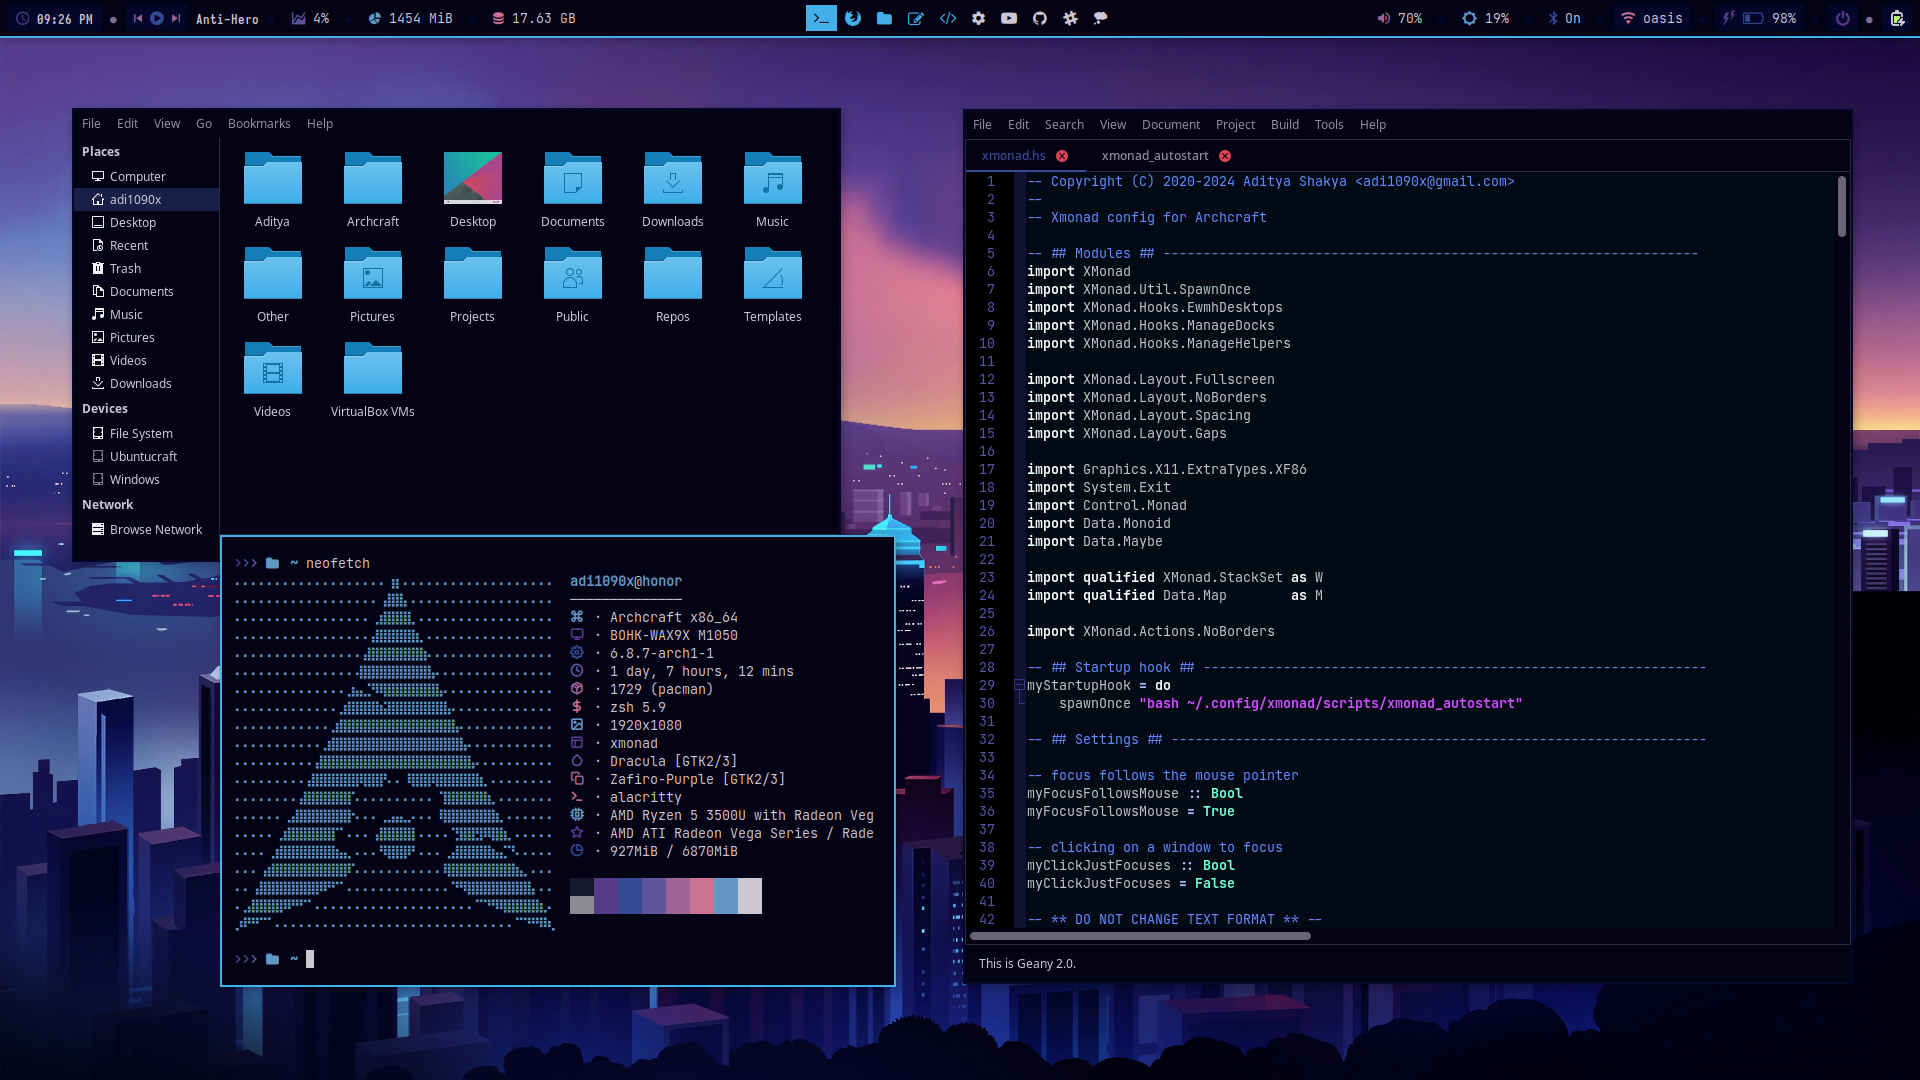 09:26 PM
Anti-Hero
4%
1454 MiB
17.63 GB
70%
19%
On
oasis
98%
File Edit View Go Bookmarks Help
Places
Computer
adi1090x
Desktop
Recent
Trash
Documents
Music
Pictures
Videos
Downloads
Devices
File System
Ubuntucraft
Windows
Network
Browse Network
Aditya Archcraft Desktop Documents Downloads Music
Other Pictures Projects Public Repos Templates
Videos VirtualBox VMs
>>> ~ neofetch
adi1090x@honor
· Archcraft x86_64
· BOHK-WAX9X M1050
· 6.8.7-arch1-1
· 1 day, 7 hours, 12 mins
· 1729 (pacman)
· zsh 5.9
· 1920x1080
· xmonad
· Dracula [GTK2/3]
· Zafiro-Purple [GTK2/3]
· alacritty
· AMD Ryzen 5 3500U with Radeon Veg
· AMD ATI Radeon Vega Series / Rade
· 927MiB / 6870MiB
>>> ~
File Edit Search View Document Project Build Tools Help
xmonad.hs xmonad_autostart
1 -- Copyright (C) 2020-2024 Aditya Shakya <adi1090x@gmail.com>
2 --
3 -- Xmonad config for Archcraft
4
5 -- ## Modules ## -------------------------------------------------------------------
6 import XMonad
7 import XMonad.Util.SpawnOnce
8 import XMonad.Hooks.EwmhDesktops
9 import XMonad.Hooks.ManageDocks
10 import XMonad.Hooks.ManageHelpers
11
12 import XMonad.Layout.Fullscreen
13 import XMonad.Layout.NoBorders
14 import XMonad.Layout.Spacing
15 import XMonad.Layout.Gaps
16
17 import Graphics.X11.ExtraTypes.XF86
18 import System.Exit
19 import Control.Monad
20 import Data.Monoid
21 import Data.Maybe
22
23 import qualified XMonad.StackSet as W
24 import qualified Data.Map        as M
25
26 import XMonad.Actions.NoBorders
27
28 -- ## Startup hook ## ---------------------------------------------------------------
29 myStartupHook = do
30     spawnOnce "bash ~/.config/xmonad/scripts/xmonad_autostart"
31
32 -- ## Settings ## -------------------------------------------------------------------
33
34 -- focus follows the mouse pointer
35 myFocusFollowsMouse :: Bool
36 myFocusFollowsMouse = True
37
38 -- clicking on a window to focus
39 myClickJustFocuses :: Bool
40 myClickJustFocuses = False
41
42 -- ** DO NOT CHANGE TEXT FORMAT ** --
This is Geany 2.0.